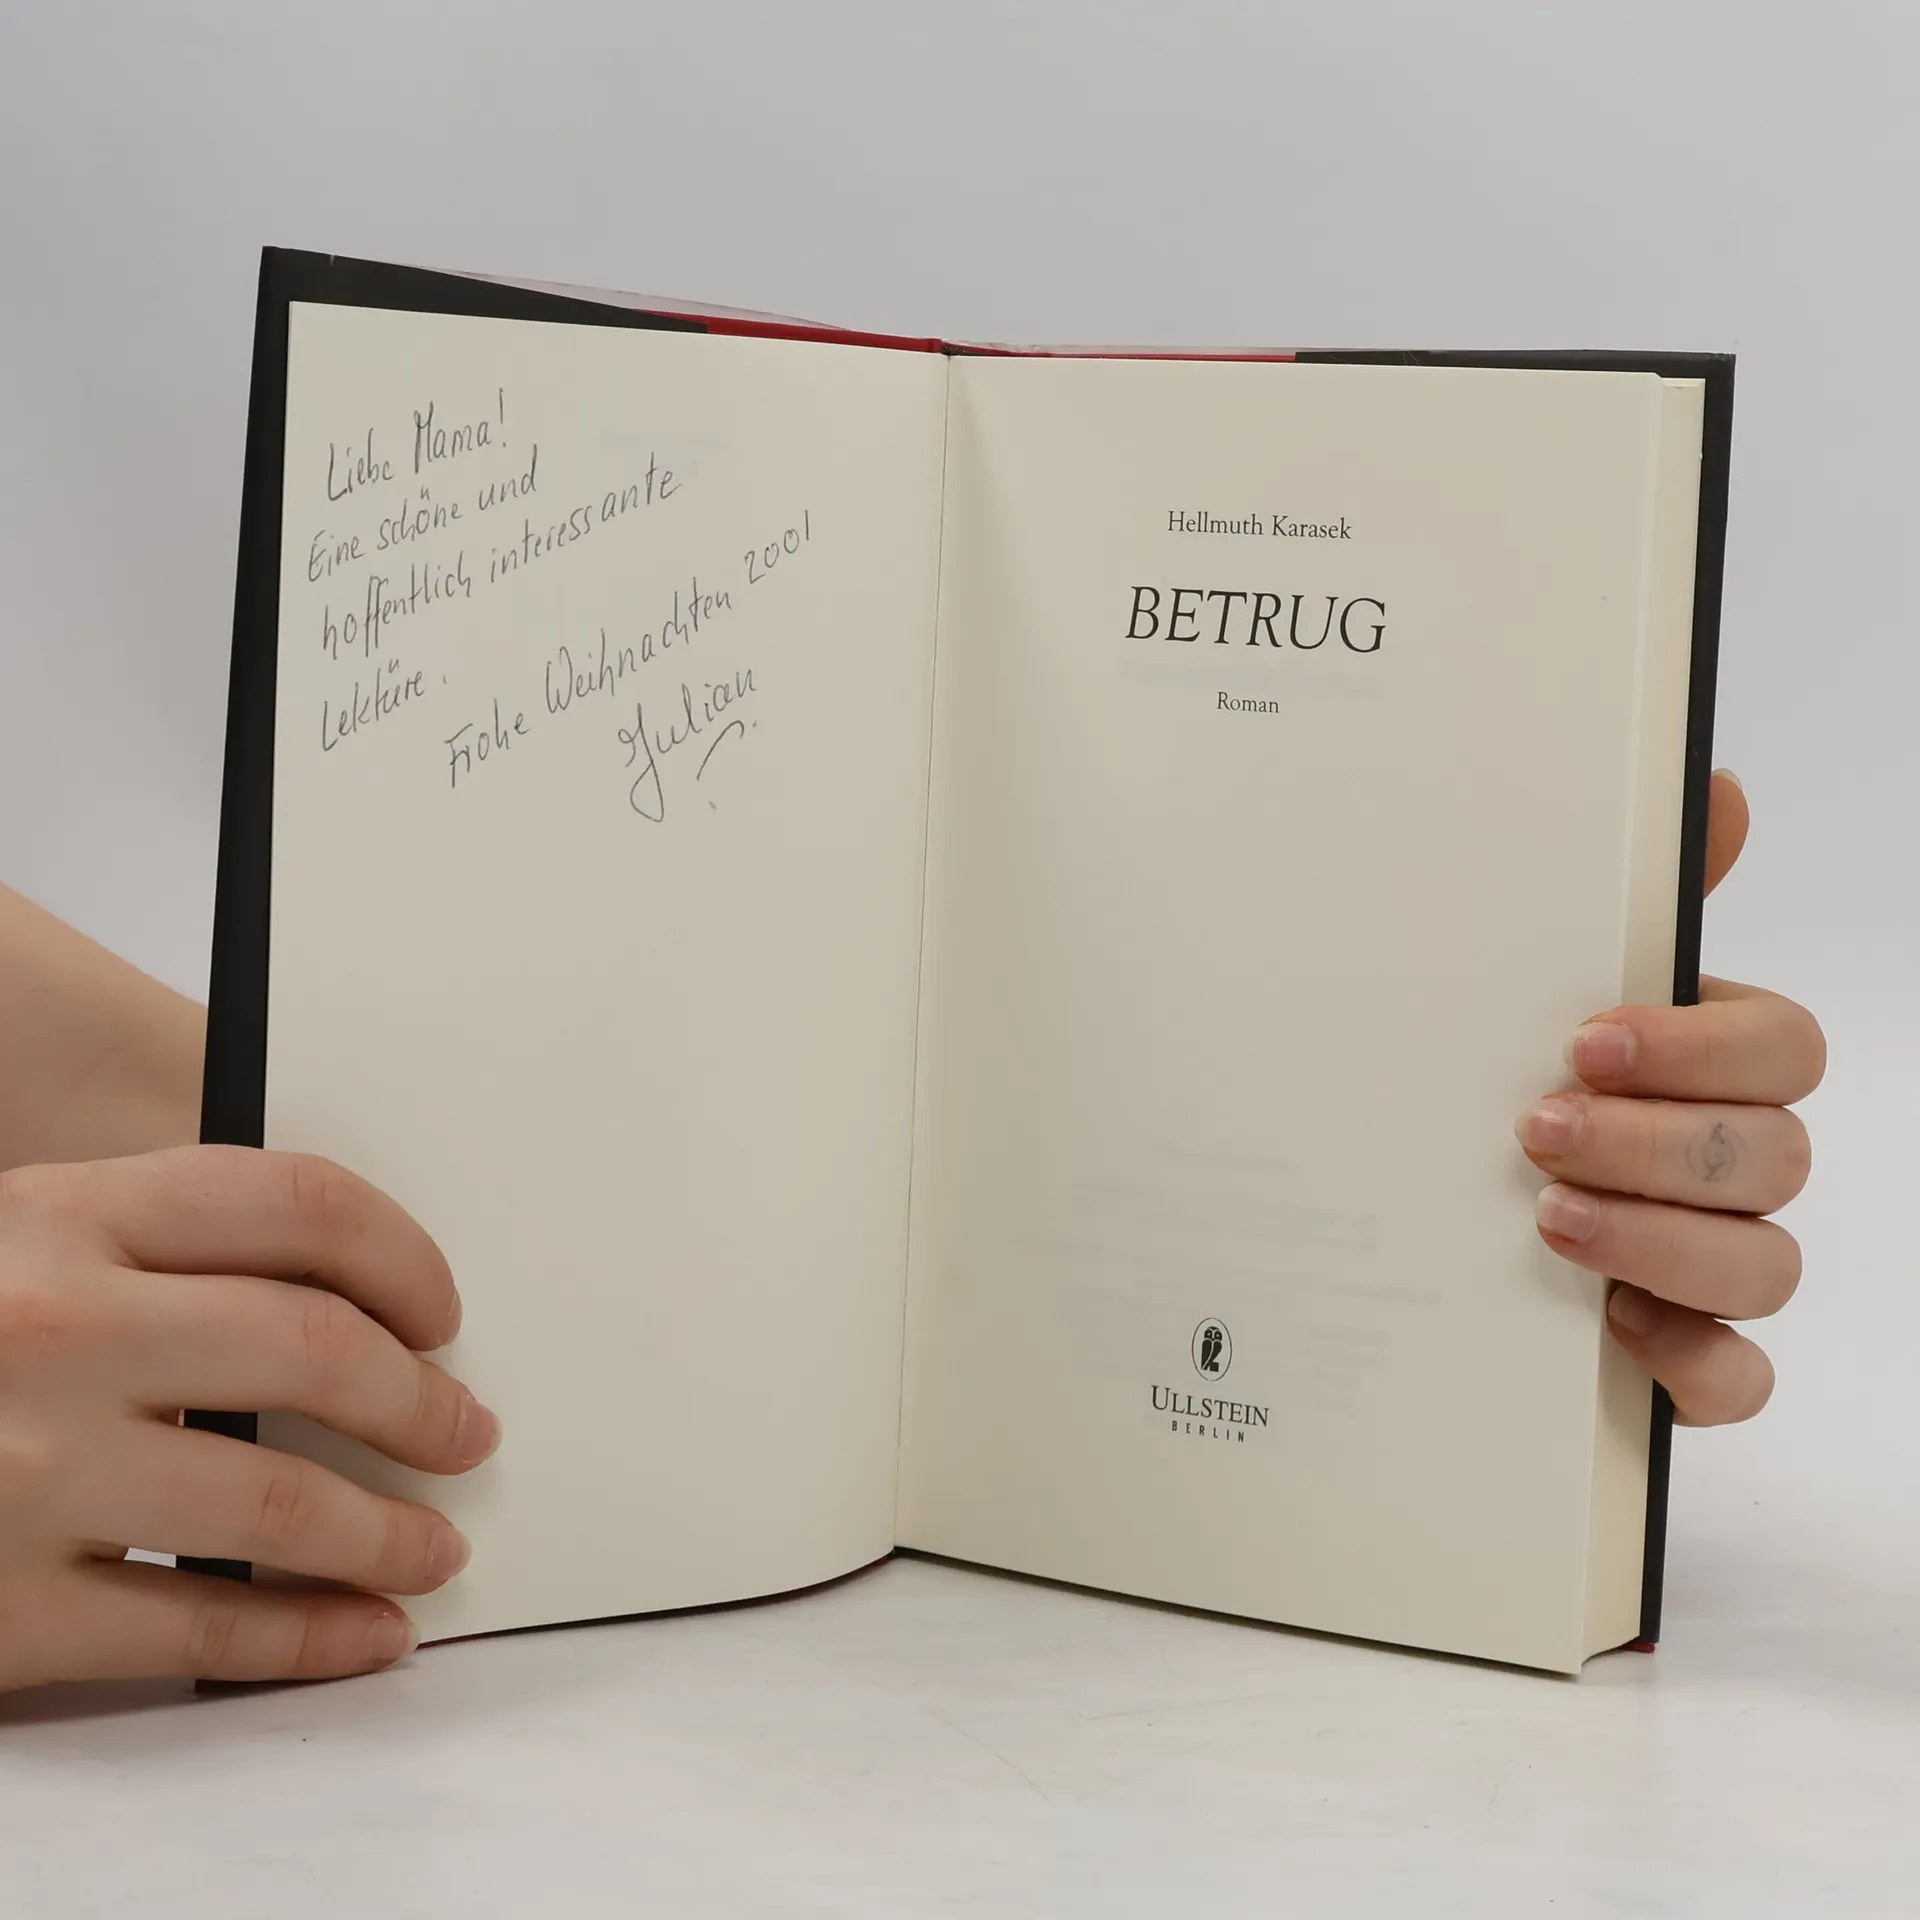 Liebe Mama!
Eine schöne und
hoffentlich interessante
Lektüre.
Frohe Weihnachten 2001
Julian
Hellmuth Karasek
BETRUG
Roman
ULLSTEIN
BERLIN